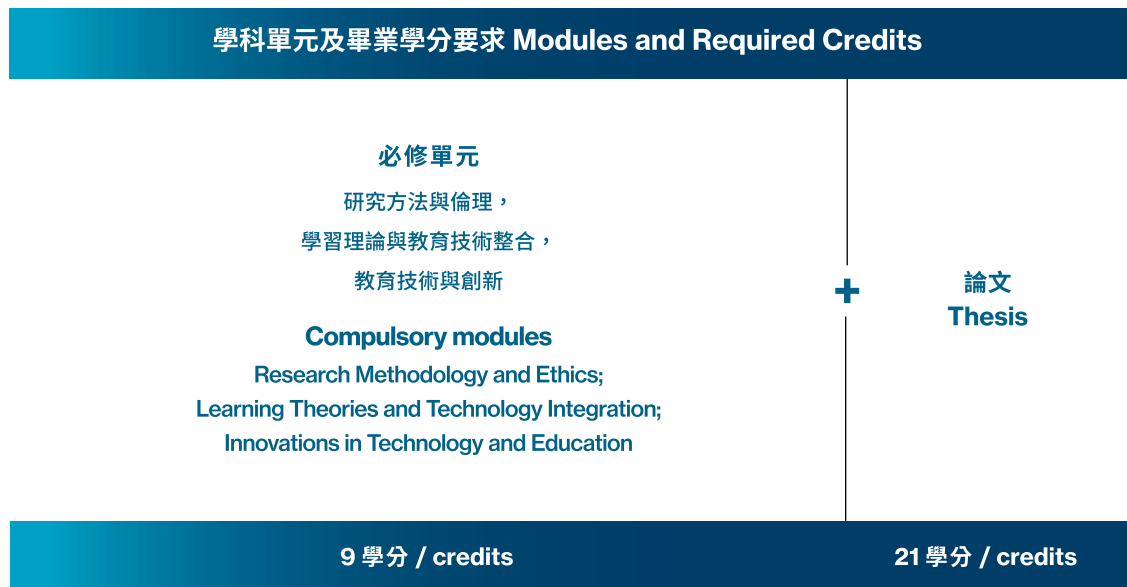 學科單元及畢業學分要求 Modules and Required Credits
必修單元
研究方法與倫理，
學習理論與教育技術整合，
教育技術與創新
Compulsory modules
Research Methodology and Ethics;
Learning Theories and Technology Integration;
Innovations in Technology and Education
+
論文
Thesis
9 學分 / credits
21 學分 / credits